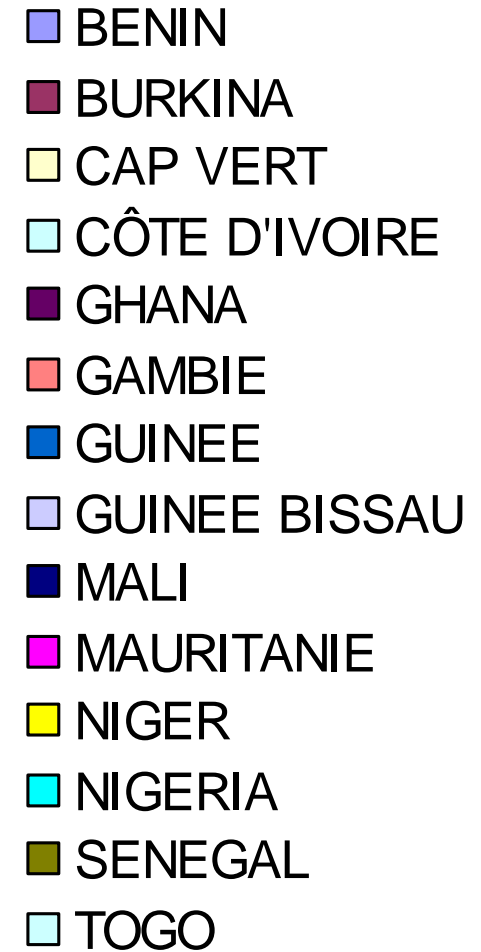 BENIN
BURKINA
CAP VERT
CÔTE D'IVOIRE
GHANA
GAMBIE
GUINEE
GUINEE BISSAU
MALI
MAURITANIE
NIGER
NIGERIA
SENEGAL
TOGO